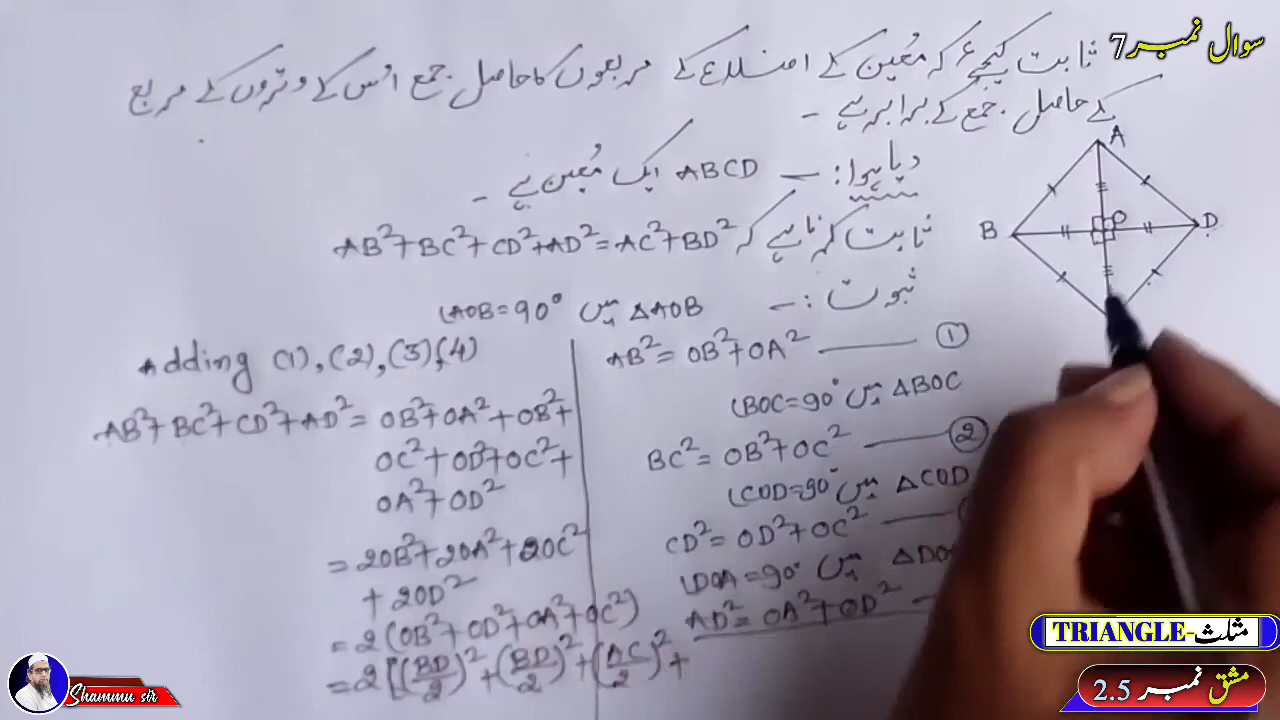 سوال نمبر 7
ثابت کیجئے کہ مُعین کے اضلاع کے مربعوں کا حاصل جمع اُس کے وتروں کے مربع
کے حاصل جمع کے برابر ہے -
دیا ہوا :- ABCD ایک مُعین ہے -
ثابت کرنا ہے کہ AB²+BC²+CD²+AD²=AC²+BD²
ثبوت :-
ΔAOB میں ∠AOB=90°
AB²=OB²+OA² —— ①
ΔBOC میں ∠BOC=90°
BC²=OB²+OC² —— ②
ΔCOD میں ∠COD=90°
CD²=OD²+OC² ——
میں ∠DOA=90°
AD²=OA²+OD² —
Adding (1),(2),(3),(4)
AB²+BC²+CD²+AD²=OB²+OA²+OB²+
OC²+OD²+OC²+
OA²+OD²
=2OB²+2OA²+2OC²
+2OD²
=2(OB²+OD²+OA²+OC²)
=2[(BD/2)²+(BD/2)²+(AC/2)²+
A
B
O
D
TRIANGLE-مثلث
مشق نمبر 2.5
Shammu sir